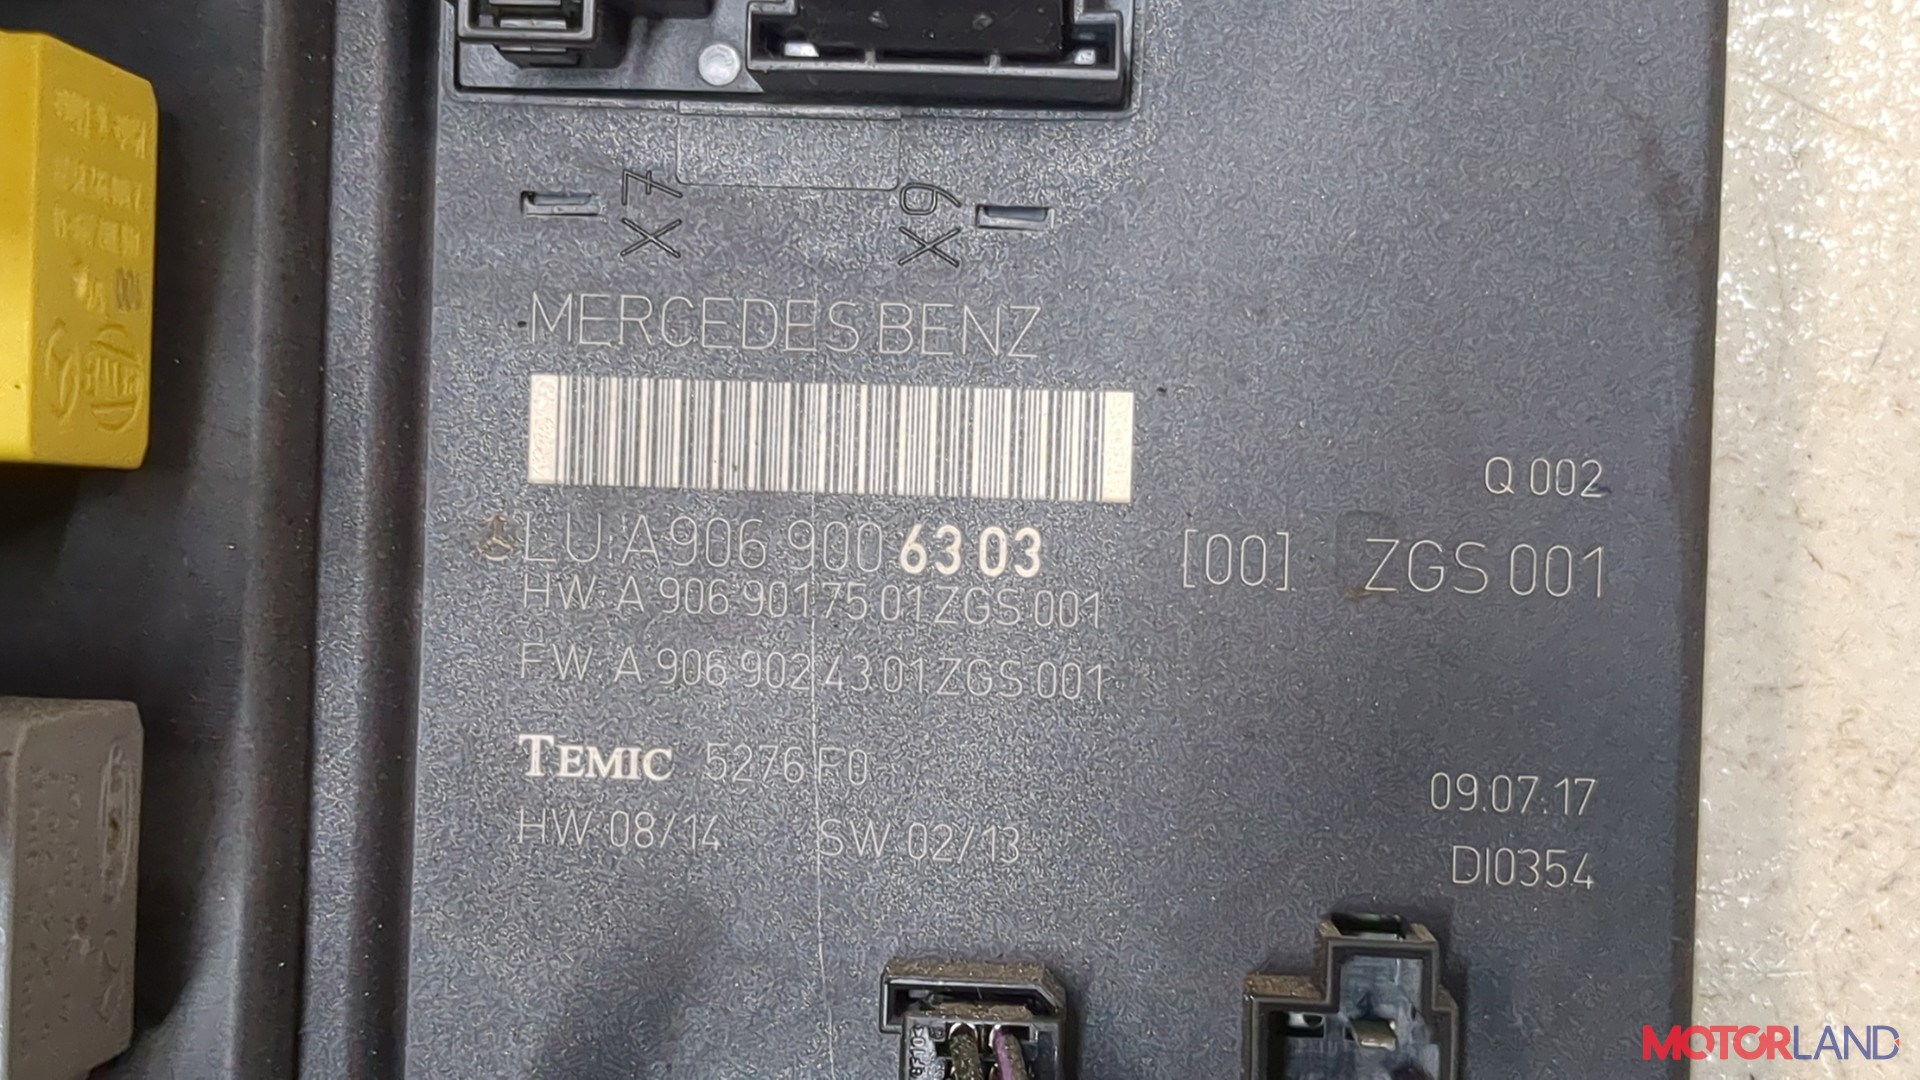 X7
X6
MERCEDES BENZ
Q 002
LU A 906 900 6303 [00] ZGS 001
HW: A 906 901 75 01 ZGS 001
FW: A 906 902 43 01 ZGS 001
TEMIC 5276 F0
09.07.17
HW 08/14 SW 02/13
DI0354
MOTORLAND